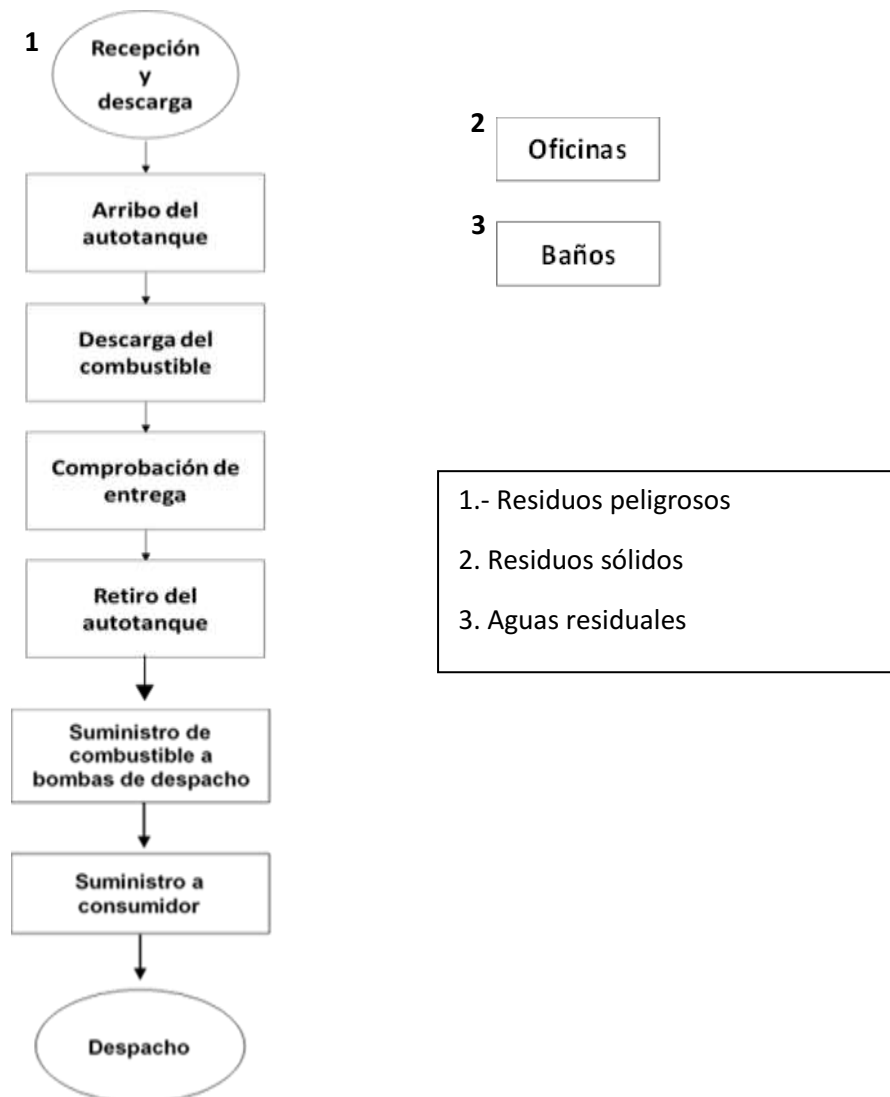 1
Recepción
y
descarga
Arribo del
autotanque
Descarga del
combustible
Comprobación de
entrega
Retiro del
autotanque
Suministro de
combustible a
bombas de despacho
Suministro a
consumidor
Despacho
2
Oficinas
3
Baños
1.- Residuos peligrosos
2. Residuos sólidos
3. Aguas residuales